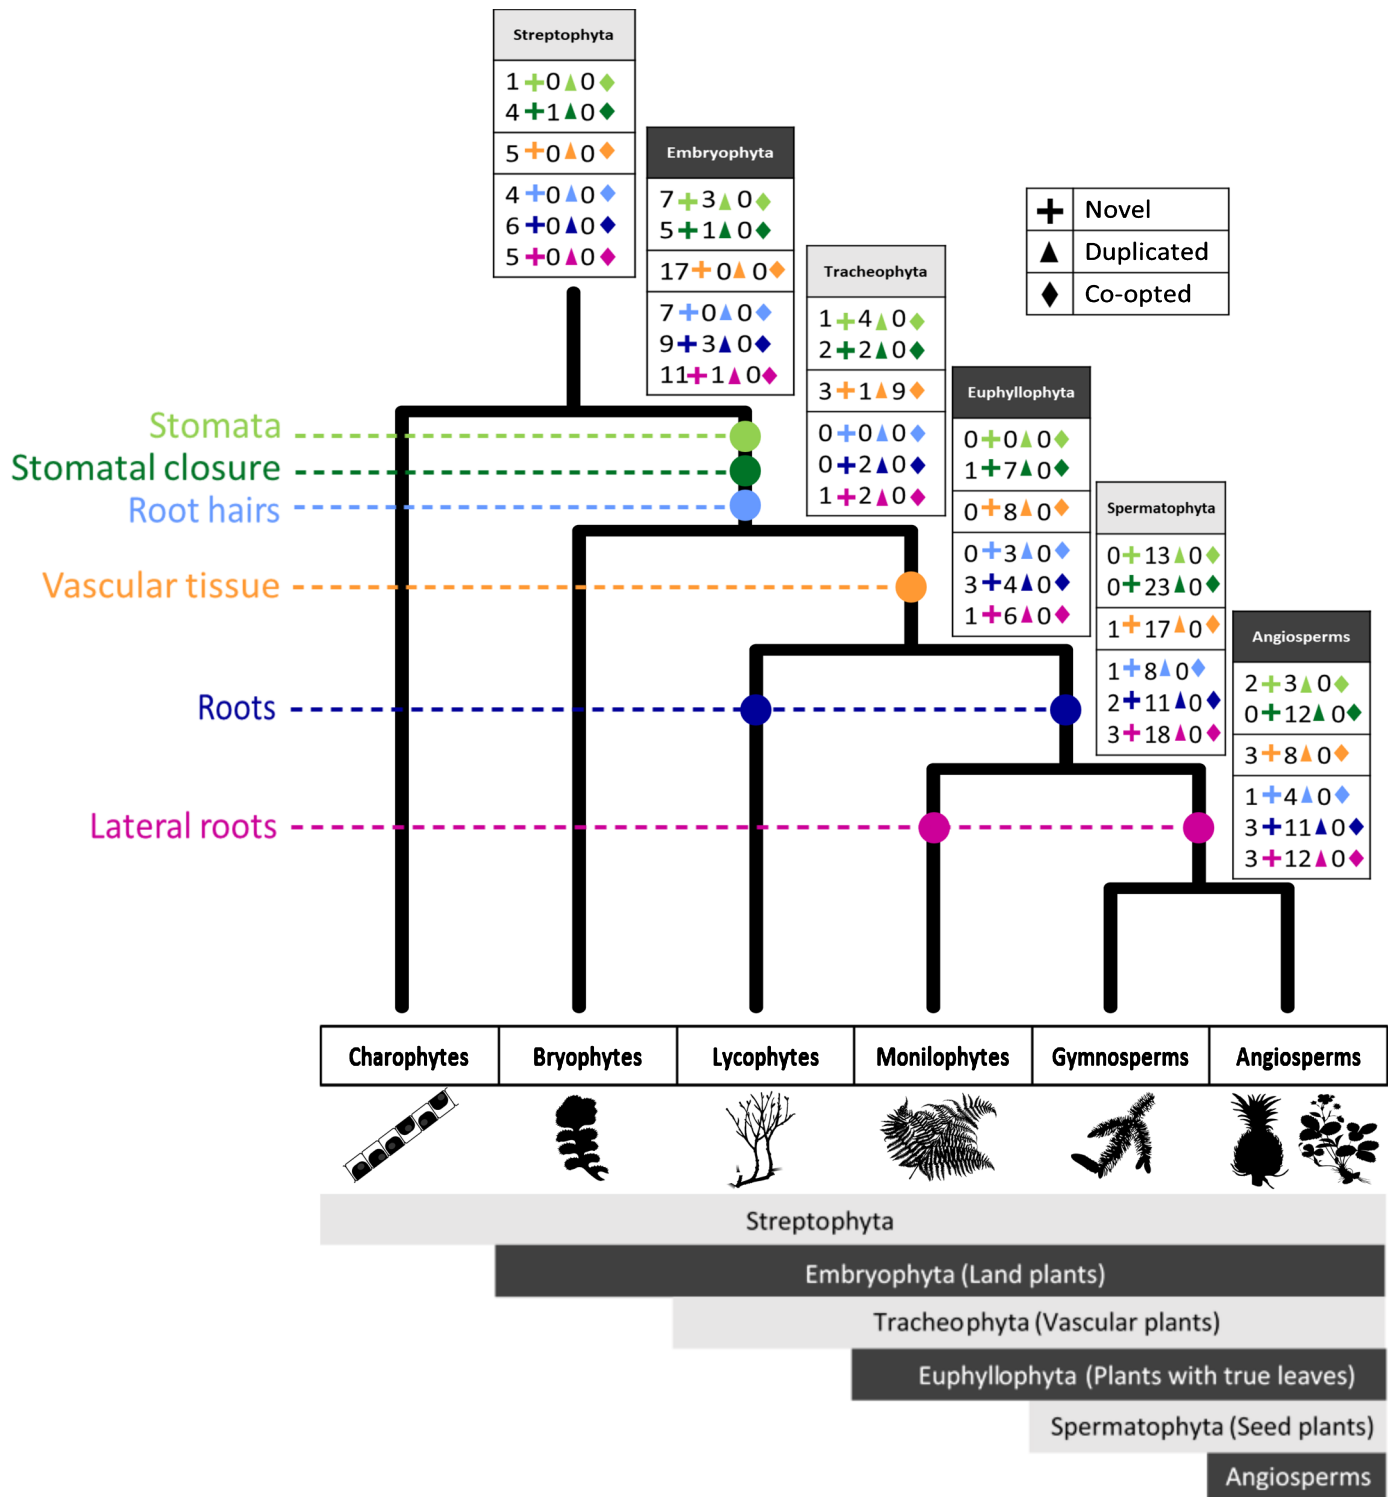 Streptophyta
1 + 0 ▲ 0 ◆
4 + 1 ▲ 0 ◆
5 + 0 ▲ 0 ◆
4 + 0 ▲ 0 ◆
6 + 0 ▲ 0 ◆
5 + 0 ▲ 0 ◆
Embryophyta
7 + 3 ▲ 0 ◆
5 + 1 ▲ 0 ◆
17 + 0 ▲ 0 ◆
7 + 0 ▲ 0 ◆
9 + 3 ▲ 0 ◆
11 + 1 ▲ 0 ◆
Tracheophyta
1 + 4 ▲ 0 ◆
2 + 2 ▲ 0 ◆
3 + 1 ▲ 9 ◆
0 + 0 ▲ 0 ◆
0 + 2 ▲ 0 ◆
1 + 2 ▲ 0 ◆
Euphyllophyta
0 + 0 ▲ 0 ◆
1 + 7 ▲ 0 ◆
0 + 8 ▲ 0 ◆
0 + 3 ▲ 0 ◆
3 + 4 ▲ 0 ◆
1 + 6 ▲ 0 ◆
Spermatophyta
0 + 13 ▲ 0 ◆
0 + 23 ▲ 0 ◆
1 + 17 ▲ 0 ◆
1 + 8 ▲ 0 ◆
2 + 11 ▲ 0 ◆
3 + 18 ▲ 0 ◆
Angiosperms
2 + 3 ▲ 0 ◆
0 + 12 ▲ 0 ◆
3 + 8 ▲ 0 ◆
1 + 4 ▲ 0 ◆
3 + 11 ▲ 0 ◆
3 + 12 ▲ 0 ◆
+ Novel
▲ Duplicated
◆ Co-opted
Stomata
Stomatal closure
Root hairs
Vascular tissue
Roots
Lateral roots
Charophytes Bryophytes Lycophytes Monilophytes Gymnosperms Angiosperms
Streptophyta
Embryophyta (Land plants)
Tracheophyta (Vascular plants)
Euphyllophyta (Plants with true leaves)
Spermatophyta (Seed plants)
Angiosperms